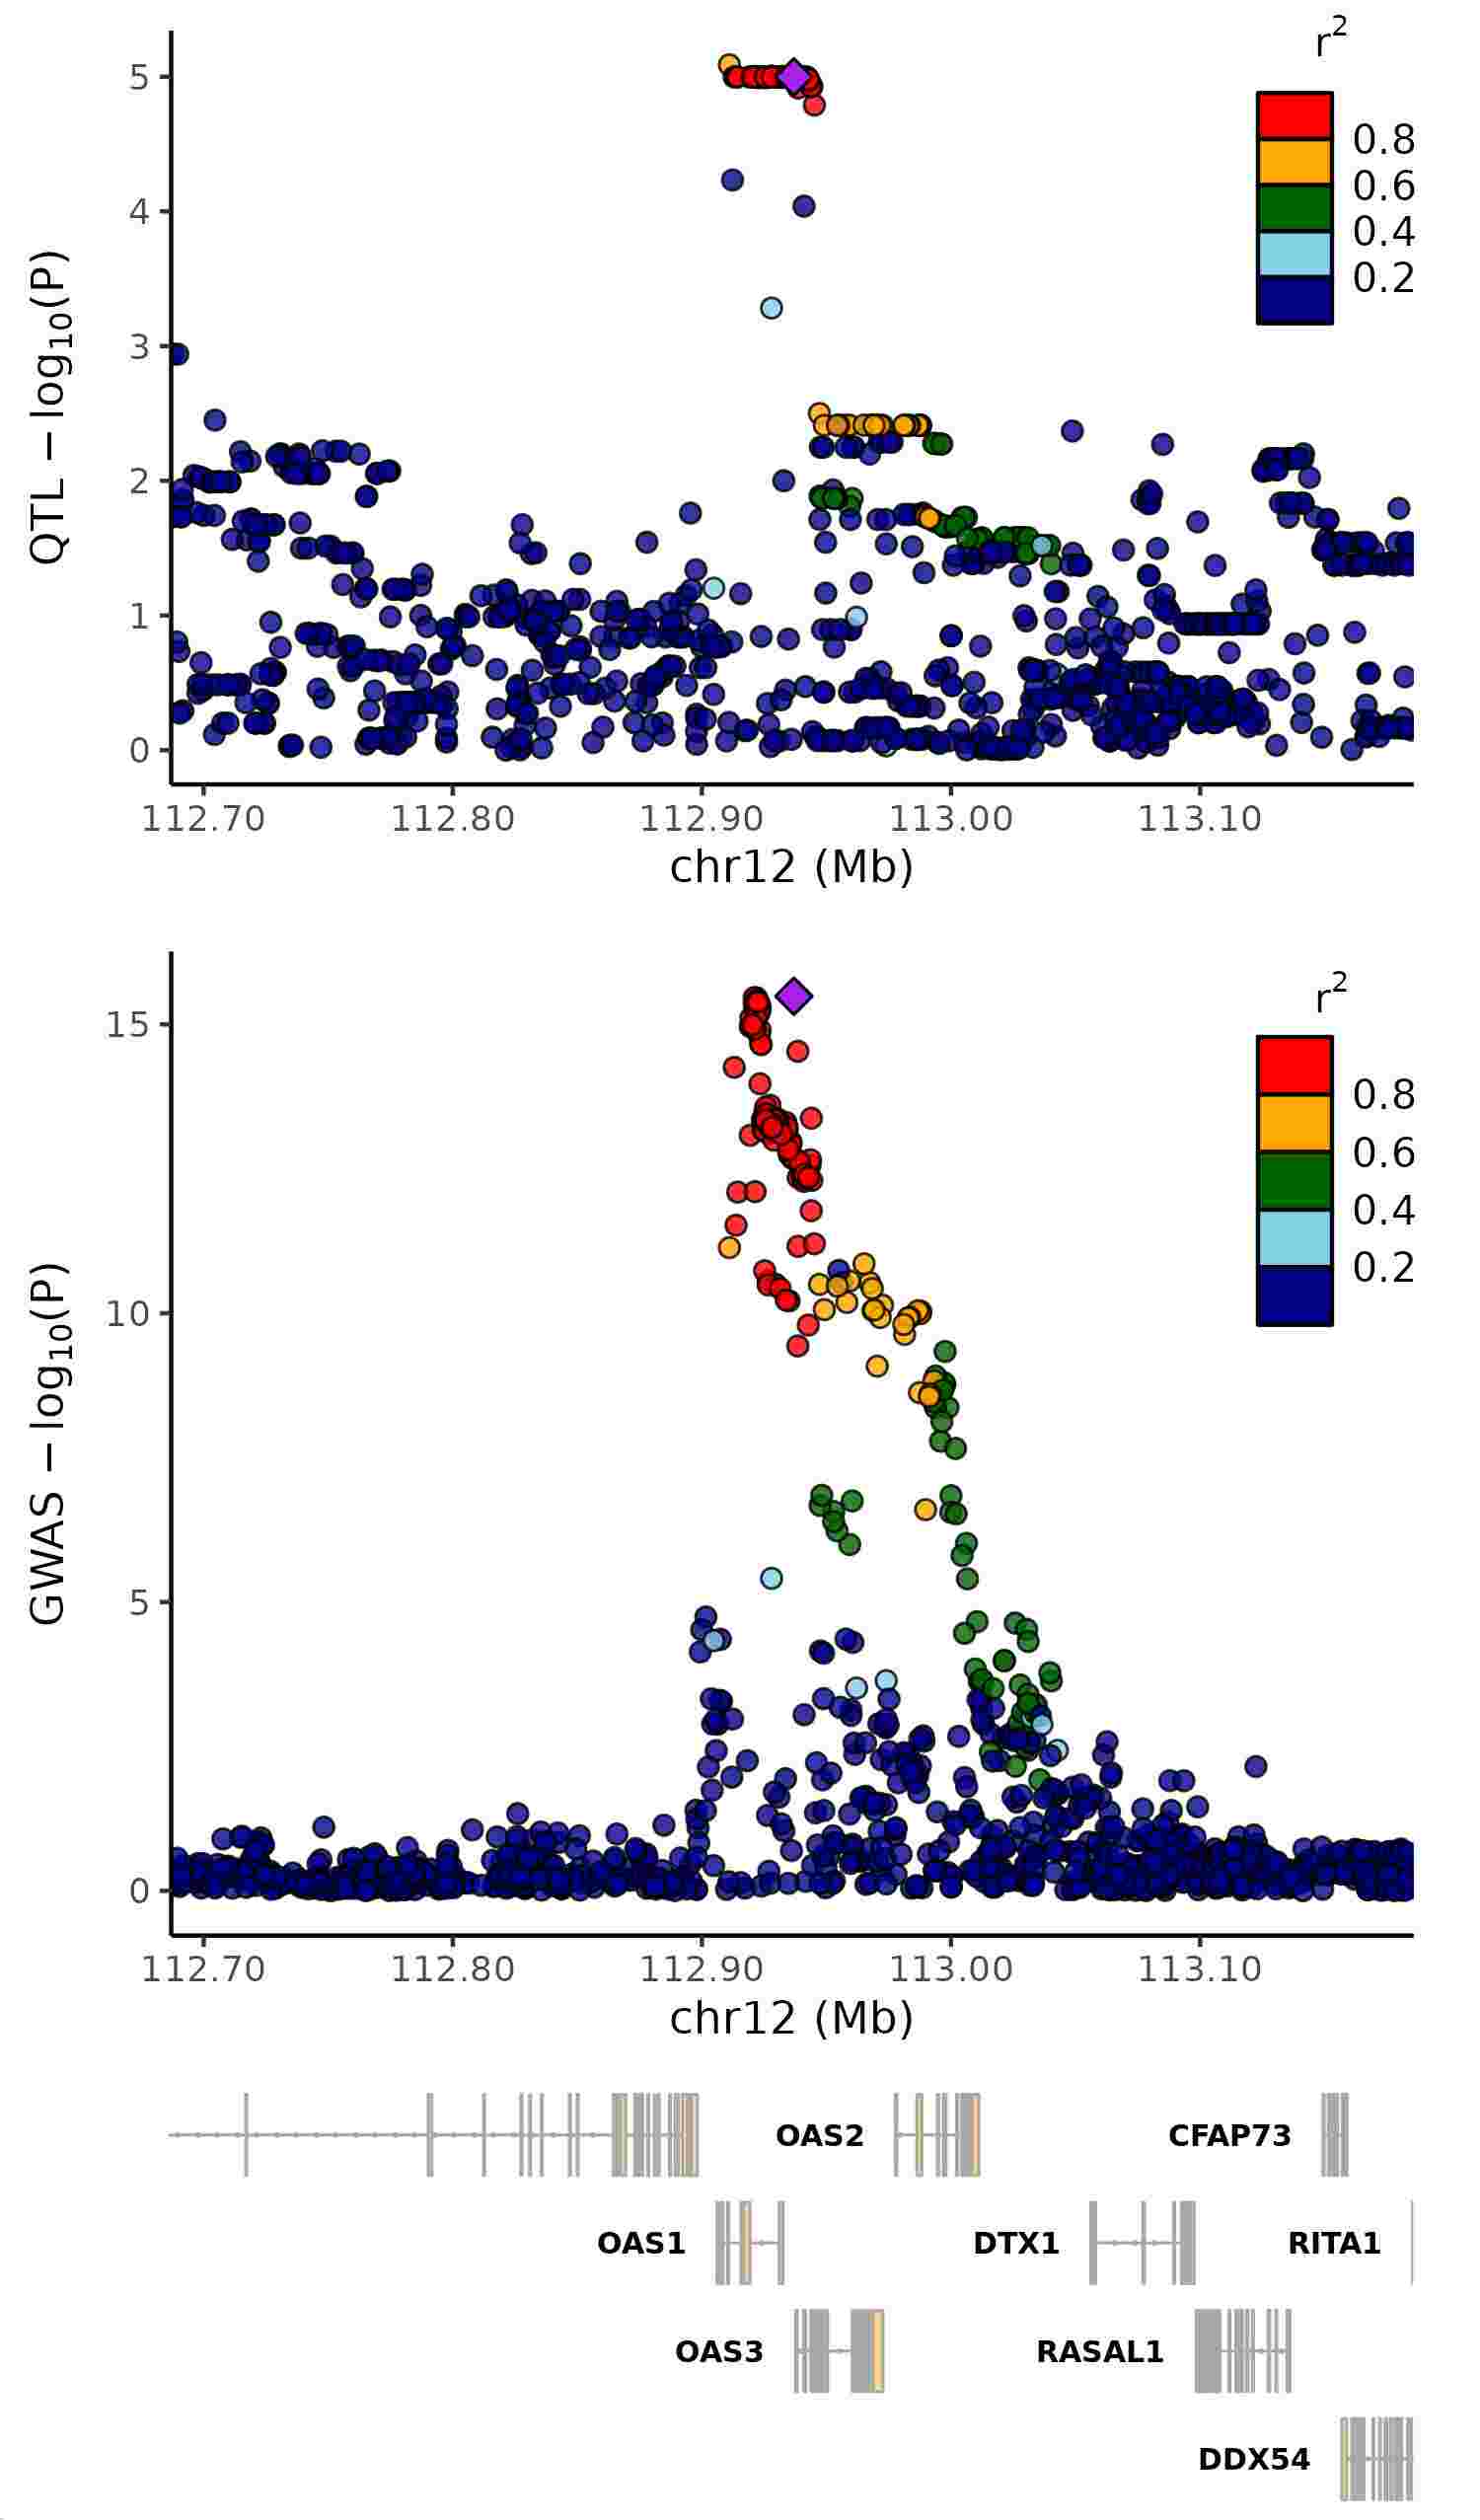 r²
5
4
3
2
1
0
QTL −log₁₀(P)
0.8
0.6
0.4
0.2
112.70 112.80 112.90 113.00 113.10
chr12 (Mb)
r²
15
10
5
0
GWAS −log₁₀(P)
0.8
0.6
0.4
0.2
112.70 112.80 112.90 113.00 113.10
chr12 (Mb)
OAS2 CFAP73
OAS1 DTX1 RITA1
OAS3 RASAL1
DDX54